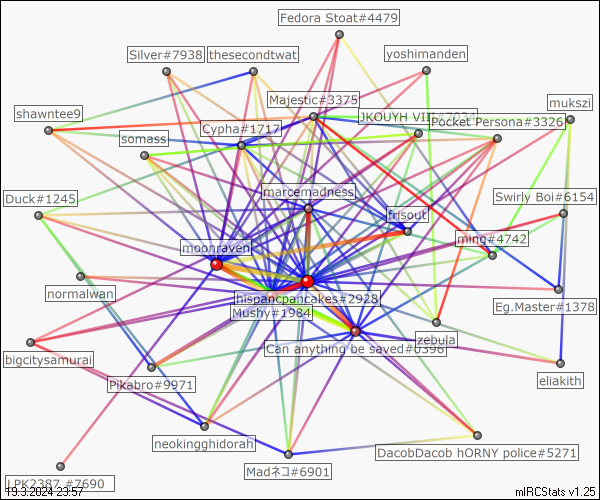 Fedora Stoat#4479
Silver#7938
thesecondtwat
yoshimanden
Majestic#3375
mukszi
shawntee9
JKOUYH VII#7034
Pocket Persona#3326
Cypha#1717
somass
marcemadness
Duck#1245
Swirly Boi#6154
frisout
moonraven
ming#4742
normalwan
hispancpancakes#2928
Eg.Master#1378
Mushy#1984
zebula
Can anything be saved#0396
bigcitysamurai
Pikabro#9971
eliakith
neokingghidorah
DacobDacob hORNY police#5271
Madネコ#6901
LPK2387 #7690
19.3.2024 23:57
mIRCStats v1.25